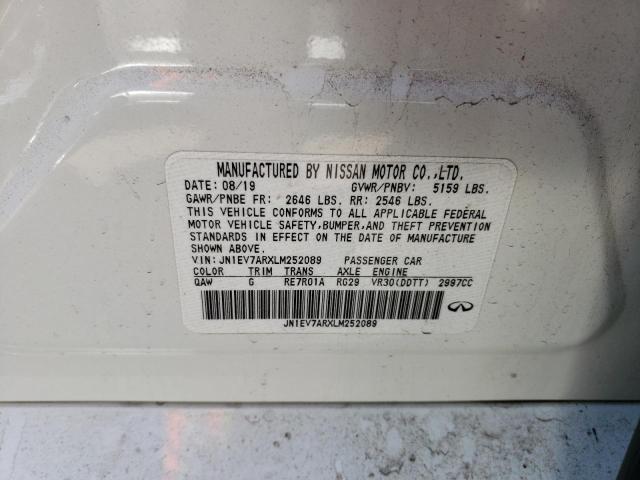 MANUFACTURED BY NISSAN MOTOR CO.,LTD.
DATE: 08/19 GVWR/PNBV: 5159 LBS.
GAWR/PNBE FR: 2646 LBS. RR: 2546 LBS.
THIS VEHICLE CONFORMS TO ALL APPLICABLE FEDERAL
MOTOR VEHICLE SAFETY,BUMPER,AND THEFT PREVENTION
STANDARDS IN EFFECT ON THE DATE OF MANUFACTURE
SHOWN ABOVE.
VIN: JN1EV7ARXLM252089 PASSENGER CAR
COLOR TRIM TRANS AXLE ENGINE
QAW G RE7R01A RG29 VR30(DDTT) 2997CC
JN1EV7ARXLM252089